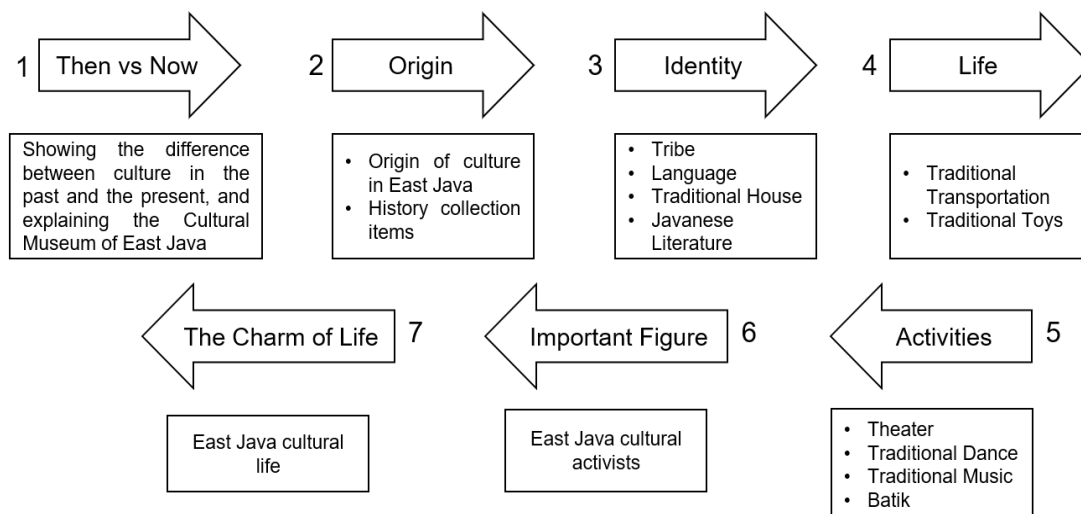 1 Then vs Now
2 Origin
3 Identity
4 Life
Showing the difference
between culture in the
past and the present, and
explaining the Cultural
Museum of East Java
• Origin of culture
in East Java
• History collection
items
• Tribe
• Language
• Traditional House
• Javanese
Literature
• Traditional
Transportation
• Traditional Toys
The Charm of Life 7
Important Figure 6
Activities 5
East Java cultural
life
East Java cultural
activists
• Theater
• Traditional Dance
• Traditional Music
• Batik